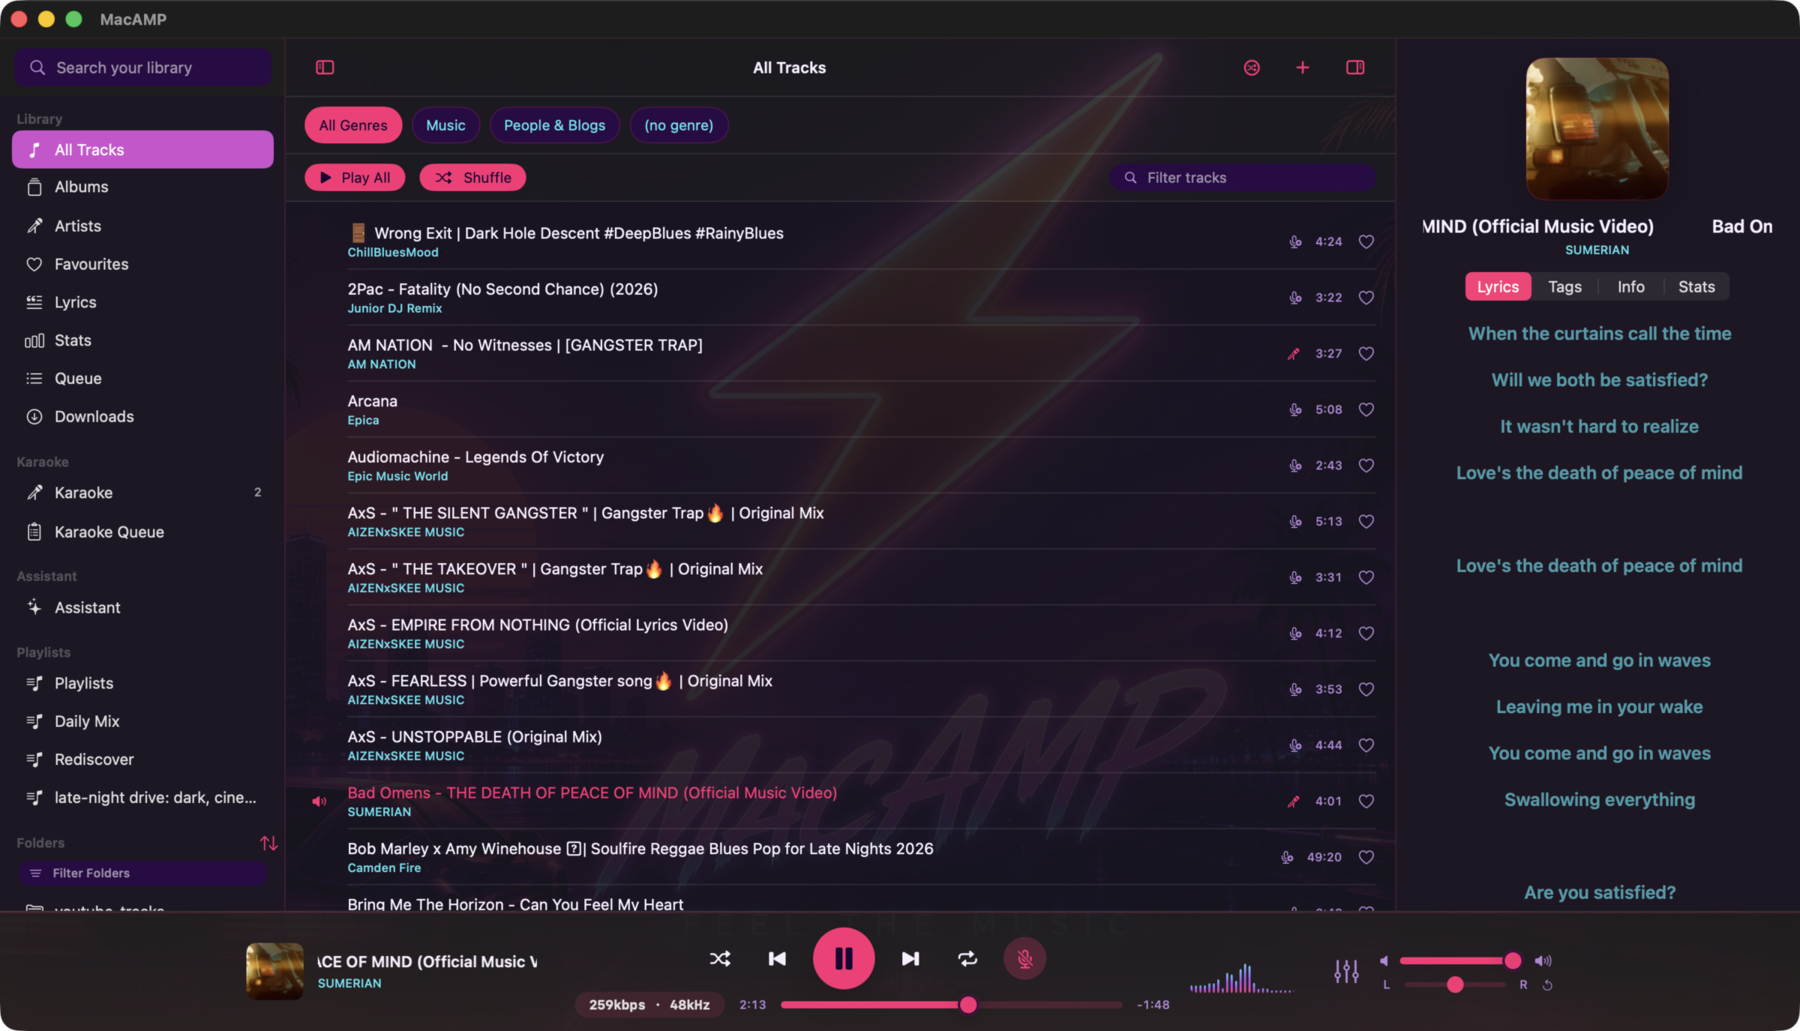 MacAMP
Search your library
Library
All Tracks
Albums
Artists
Favourites
Lyrics
Stats
Queue
Downloads
Karaoke
Karaoke 2
Karaoke Queue
Assistant
Assistant
Playlists
Playlists
Daily Mix
Rediscover
late-night drive: dark, cine...
Folders
Filter Folders
youtube-tracks
All Tracks
All Genres Music People & Blogs (no genre)
Play All Shuffle Filter tracks
Wrong Exit | Dark Hole Descent #DeepBlues #RainyBlues
ChillBluesMood
4:24
2Pac - Fatality (No Second Chance) (2026)
Junior DJ Remix
3:22
AM NATION - No Witnesses | [GANGSTER TRAP]
AM NATION
3:27
Arcana
Epica
5:08
Audiomachine - Legends Of Victory
Epic Music World
2:43
AxS - " THE SILENT GANGSTER " | Gangster Trap🔥 | Original Mix
AIZENxSKEE MUSIC
5:13
AxS - " THE TAKEOVER " | Gangster Trap🔥 | Original Mix
AIZENxSKEE MUSIC
3:31
AxS - EMPIRE FROM NOTHING (Official Lyrics Video)
AIZENxSKEE MUSIC
4:12
AxS - FEARLESS | Powerful Gangster song🔥 | Original Mix
AIZENxSKEE MUSIC
3:53
AxS - UNSTOPPABLE (Original Mix)
AIZENxSKEE MUSIC
4:44
Bad Omens - THE DEATH OF PEACE OF MIND (Official Music Video)
SUMERIAN
4:01
Bob Marley x Amy Winehouse ⍰| Soulfire Reggae Blues Pop for Late Nights 2026
Camden Fire
49:20
Bring Me The Horizon - Can You Feel My Heart
MACAMP
FEEL THE MUSIC
MIND (Official Music Video) Bad On
SUMERIAN
Lyrics Tags Info Stats
When the curtains call the time
Will we both be satisfied?
It wasn't hard to realize
Love's the death of peace of mind
Love's the death of peace of mind
You come and go in waves
Leaving me in your wake
You come and go in waves
Swallowing everything
Are you satisfied?
ACE OF MIND (Official Music V
SUMERIAN
259kbps · 48kHz 2:13 -1:48
L R